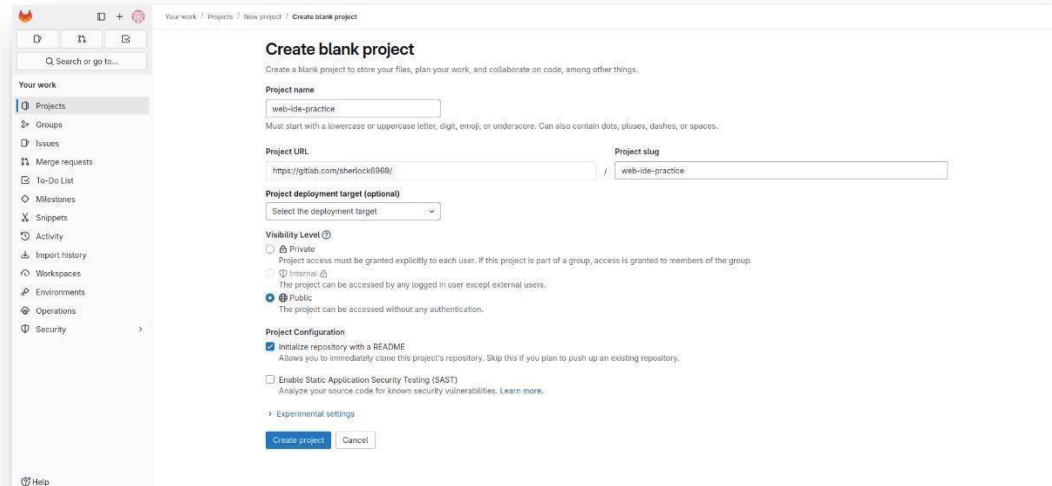 Your work / Projects / New project / Create blank project
Search or go to...
Your work
Projects
Groups
Issues
Merge requests
To-Do List
Milestones
Snippets
Activity
Import history
Workspaces
Environments
Operations
Security
Help
Create blank project
Create a blank project to store your files, plan your work, and collaborate on code, among other things.
Project name
web-ide-practice
Must start with a lowercase or uppercase letter, digit, emoji, or underscore. Can also contain dots, pluses, dashes, or spaces.
Project URL
Project slug
https://gitlab.com/sherlock6969/ / web-ide-practice
Project deployment target (optional)
Select the deployment target
Visibility Level
Private
Project access must be granted explicitly to each user. If this project is part of a group, access is granted to members of the group.
Internal
The project can be accessed by any logged in user except external users.
Public
The project can be accessed without any authentication.
Project Configuration
Initialize repository with a README
Allows you to immediately clone this project's repository. Skip this if you plan to push up an existing repository.
Enable Static Application Security Testing (SAST)
Analyze your source code for known security vulnerabilities. Learn more.
Experimental settings
Create project Cancel